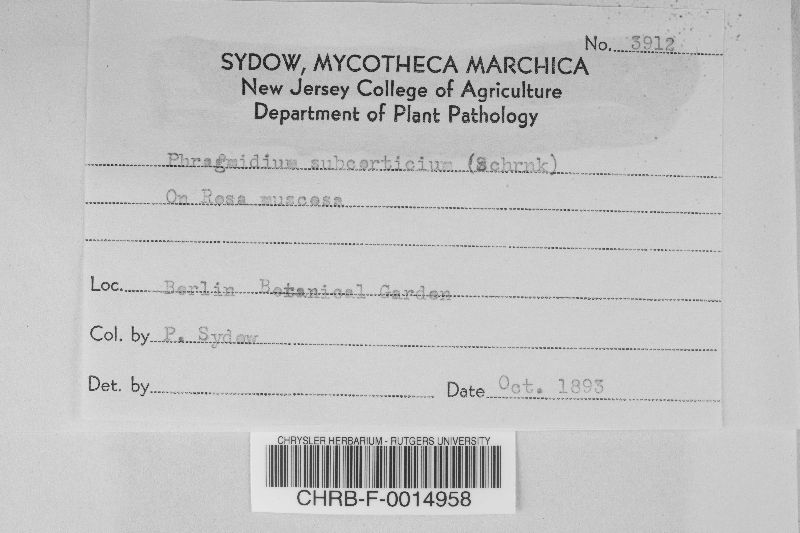 No. 3912
SYDOW, MYCOTHECA MARCHICA
New Jersey College of Agriculture
Department of Plant Pathology
Phragmidium subcorticium (Schrnk)
On Rosa muscosa
Loc. Berlin Botanical Garden
Col. by P. Sydow
Det. by
Date Oct. 1893
CHRYSLER HERBARIUM - RUTGERS UNIVERSITY
CHRB-F-0014958